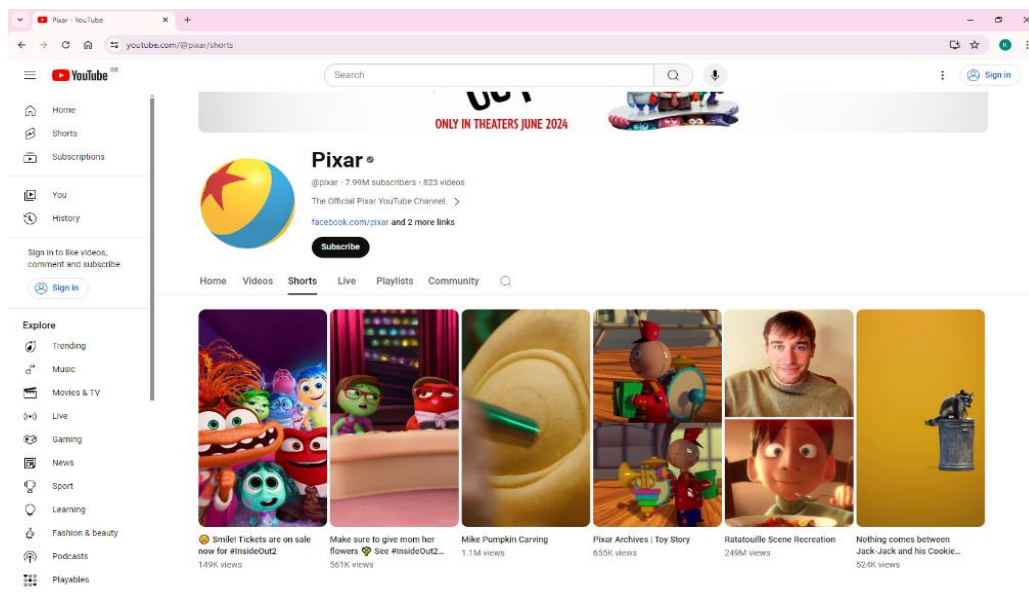 Pixar - YouTube
youtube.com/@pixar/shorts
K
YouTube GB
Search
Sign in
OUT
ONLY IN THEATERS JUNE 2024
Home
Shorts
Subscriptions
You
History
Sign in to like videos,
comment and subscribe.
Sign in
Explore
Trending
Music
Movies & TV
Live
Gaming
News
Sport
Learning
Fashion & beauty
Podcasts
Playables
Pixar
@pixar · 7.99M subscribers · 823 videos
The Official Pixar YouTube Channel.
facebook.com/pixar and 2 more links
Subscribe
Home Videos Shorts Live Playlists Community
😄 Smile! Tickets are on sale
now for #InsideOut2
149K views
Make sure to give mom her
flowers 💐 See #InsideOut2...
561K views
Mike Pumpkin Carving
1.1M views
Pixar Archives | Toy Story
655K views
Ratatouille Scene Recreation
249M views
Nothing comes between
Jack-Jack and his Cookie...
524K views